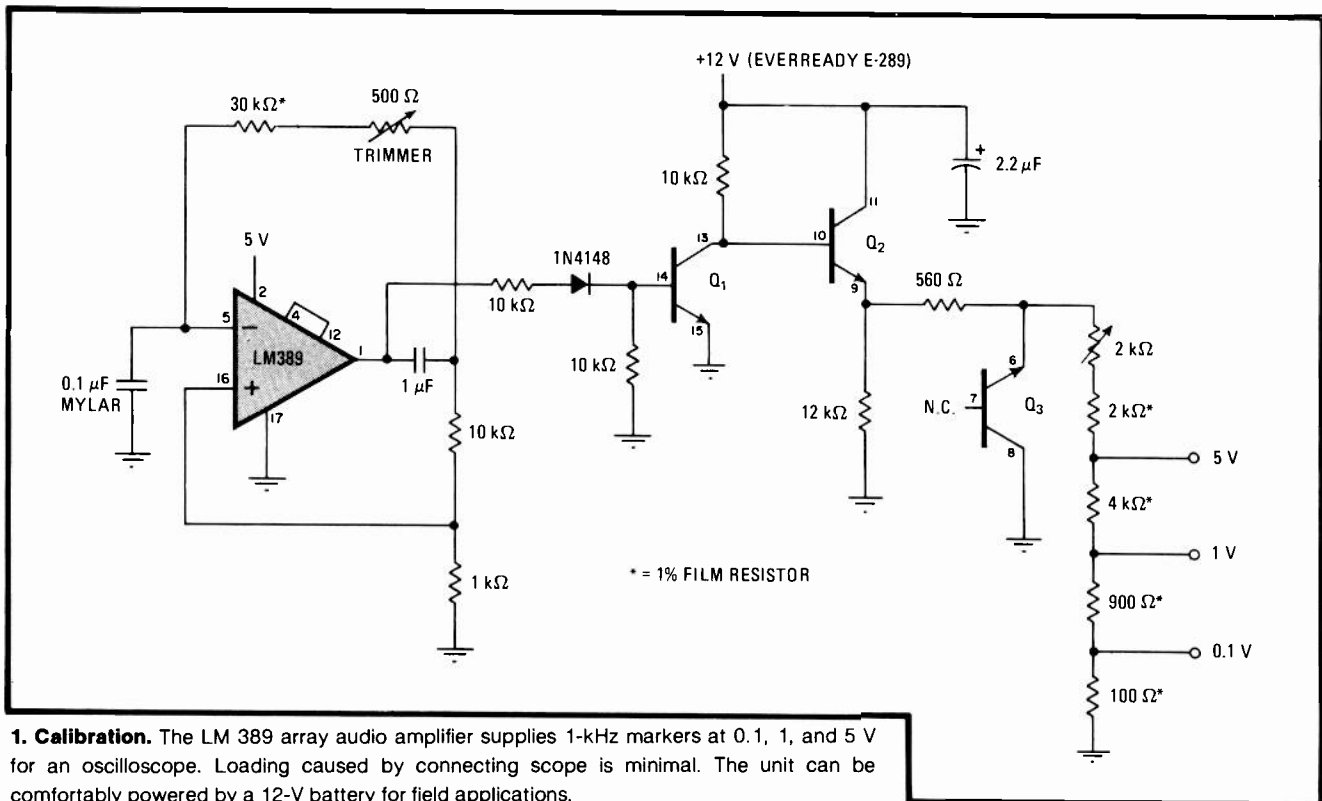 +12 V (EVERREADY E-289)
30 kΩ*
500 Ω
TRIMMER
10 kΩ
+
2.2 µF
11
13
10
Q2
5 V
1N4148
14
Q1
9
560 Ω
2
10 kΩ
15
4
12
5
−
LM389
1
2 kΩ
6
0.1 µF
MYLAR
16
+
1 µF
10 kΩ
12 kΩ
N.C.
7
Q3
2 kΩ*
17
10 kΩ
8
5 V
4 kΩ*
1 V
1 kΩ
* = 1% FILM RESISTOR
900 Ω*
0.1 V
100 Ω*
1. Calibration. The LM 389 array audio amplifier supplies 1-kHz markers at 0.1, 1, and 5 V
for an oscilloscope. Loading caused by connecting scope is minimal. The unit can be
comfortably powered by a 12-V battery for field applications.